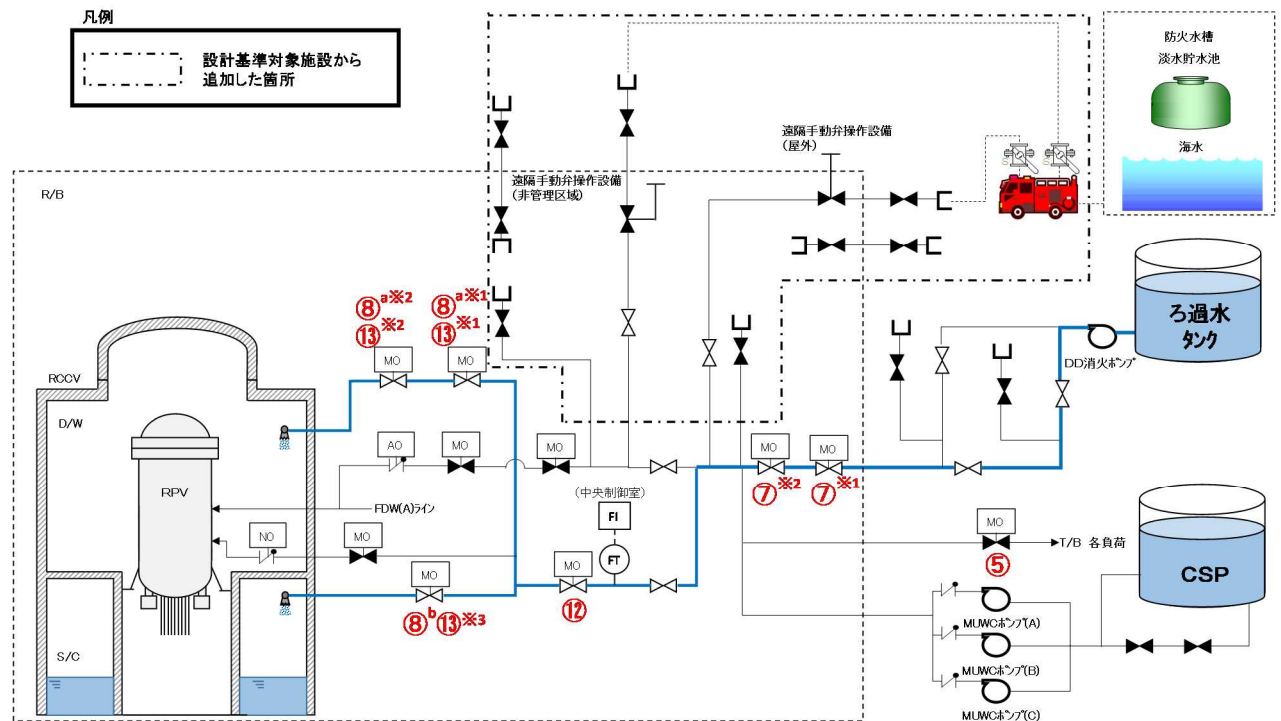 凡例
設計基準対象施設から
追加した箇所
防火水槽
淡水貯水池
海水
遠隔手動弁操作設備
(屋外)
遠隔手動弁操作設備
(非管理区域)
R/B
ろ過水
タンク
DD消火ポンプ
⑧a※2
⑬※2
⑧a※1
⑬※1
MO
MO
RCCV
D/W
AO
MO
MO
MO
MO
RPV
⑦※2
⑦※1
(中央制御室)
FI
FT
FDW(A)ライン
NO
MO
MO
T/B 各負荷
⑤
CSP
MO
MO
⑧b⑬※3
⑫
MUWCポンプ(A)
MUWCポンプ(B)
MUWCポンプ(C)
S/C